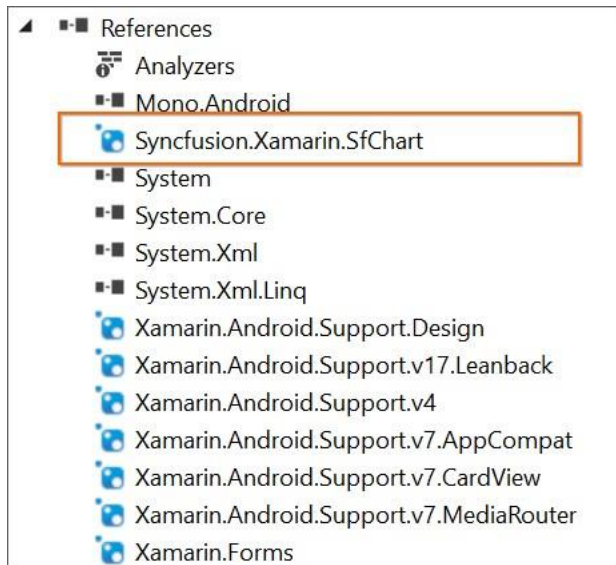 References
Analyzers
Mono.Android
Syncfusion.Xamarin.SfChart
System
System.Core
System.Xml
System.Xml.Linq
Xamarin.Android.Support.Design
Xamarin.Android.Support.v17.Leanback
Xamarin.Android.Support.v4
Xamarin.Android.Support.v7.AppCompat
Xamarin.Android.Support.v7.CardView
Xamarin.Android.Support.v7.MediaRouter
Xamarin.Forms